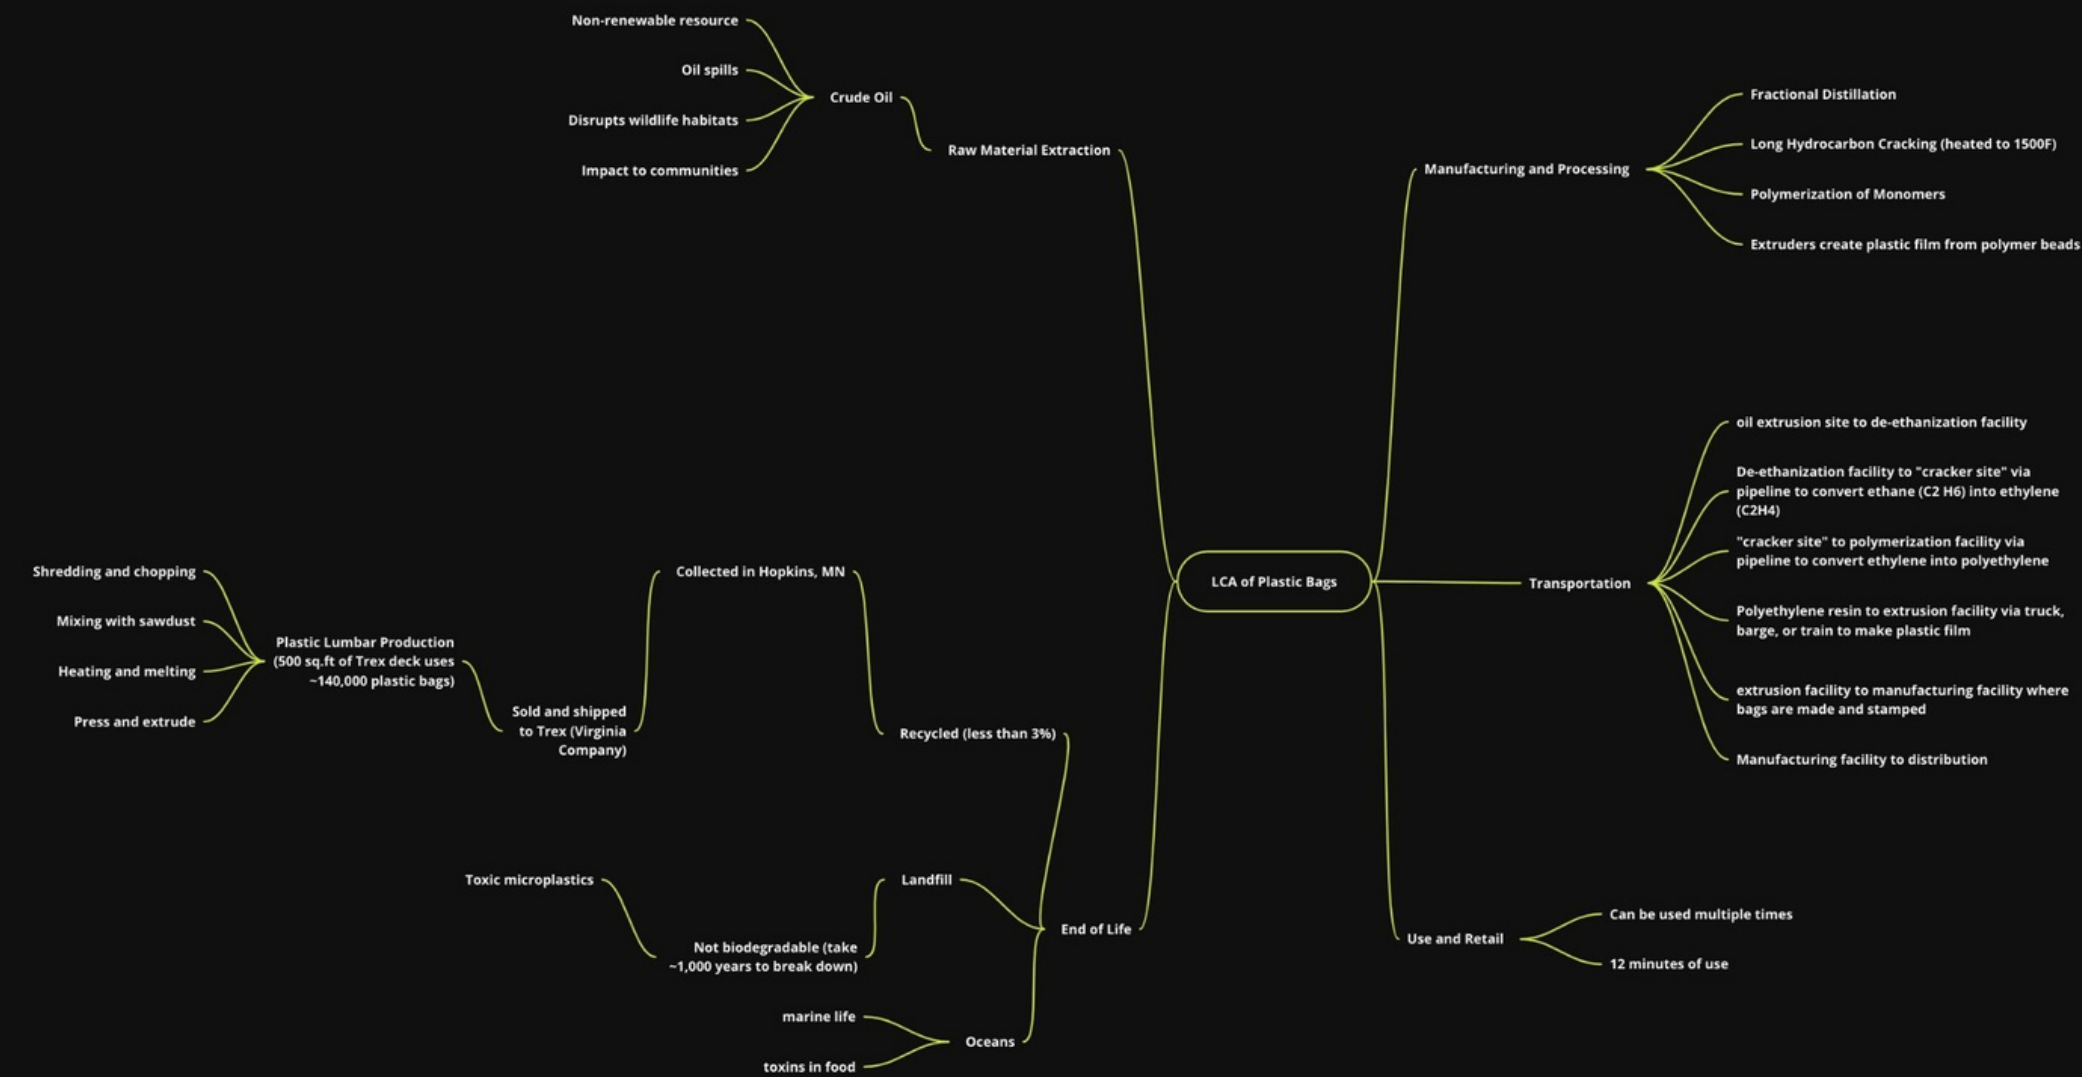 LCA of Plastic Bags
Raw Material Extraction
Crude Oil
Non-renewable resource
Oil spills
Disrupts wildlife habitats
Impact to communities
Manufacturing and Processing
Fractional Distillation
Long Hydrocarbon Cracking (heated to 1500F)
Polymerization of Monomers
Extruders create plastic film from polymer beads
Transportation
oil extrusion site to de-ethanization facility
De-ethanization facility to "cracker site" via
pipeline to convert ethane (C2 H6) into ethylene
(C2H4)
"cracker site" to polymerization facility via
pipeline to convert ethylene into polyethylene
Polyethylene resin to extrusion facility via truck,
barge, or train to make plastic film
extrusion facility to manufacturing facility where
bags are made and stamped
Manufacturing facility to distribution
Use and Retail
Can be used multiple times
12 minutes of use
End of Life
Recycled (less than 3%)
Collected in Hopkins, MN
Sold and shipped
to Trex (Virginia
Company)
Plastic Lumbar Production
(500 sq.ft of Trex deck uses
~140,000 plastic bags)
Shredding and chopping
Mixing with sawdust
Heating and melting
Press and extrude
Landfill
Not biodegradable (take
~1,000 years to break down)
Toxic microplastics
Oceans
marine life
toxins in food